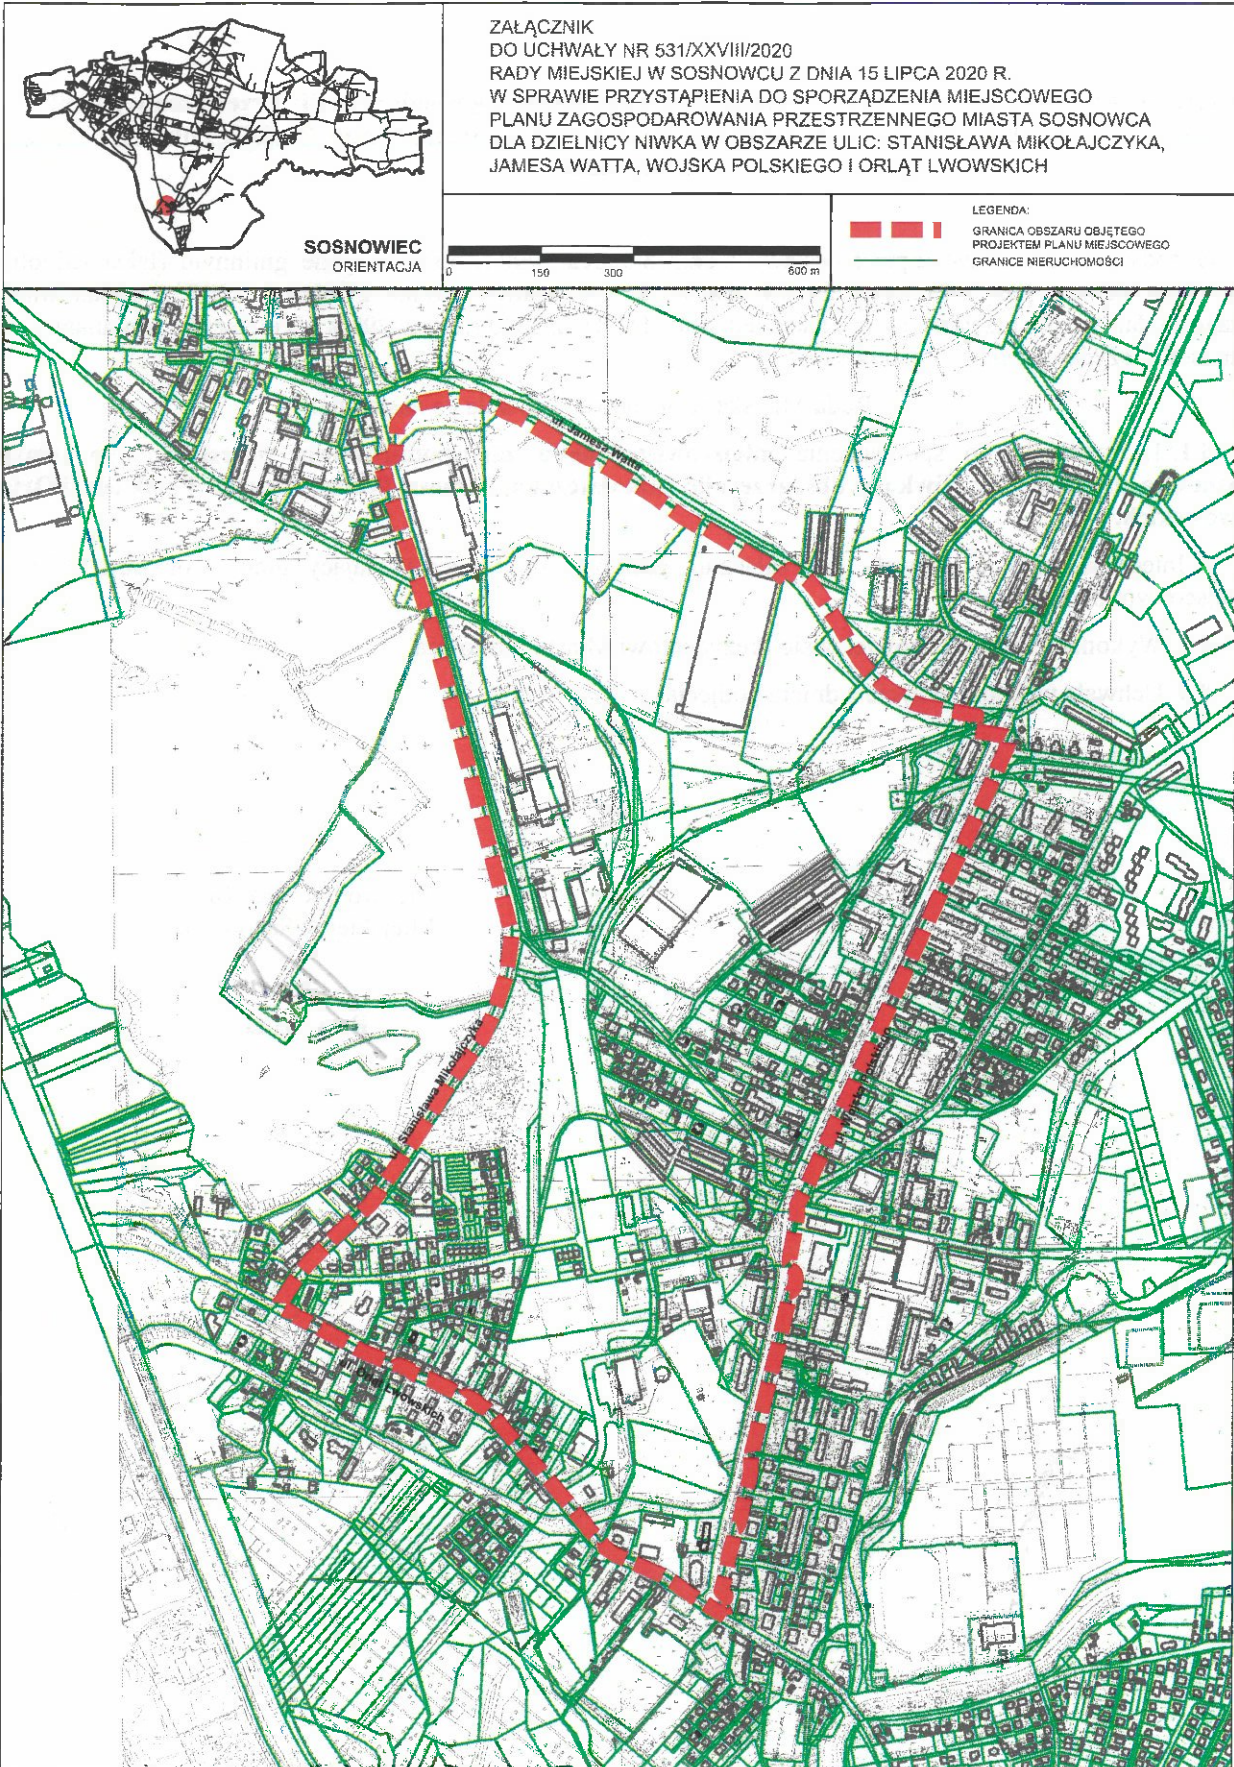 ZAŁĄCZNIK
DO UCHWAŁY NR 531/XXVIII/2020
RADY MIEJSKIEJ W SOSNOWCU Z DNIA 15 LIPCA 2020 R.
W SPRAWIE PRZYSTĄPIENIA DO SPORZĄDZENIA MIEJSCOWEGO
PLANU ZAGOSPODAROWANIA PRZESTRZENNEGO MIASTA SOSNOWCA
DLA DZIELNICY NIWKA W OBSZARZE ULIC: STANISŁAWA MIKOŁAJCZYKA,
JAMESA WATTA, WOJSKA POLSKIEGO I ORLĄT LWOWSKICH
SOSNOWIEC
ORIENTACJA
0 150 300 600 m
LEGENDA:
GRANICA OBSZARU OBJĘTEGO
PROJEKTEM PLANU MIEJSCOWEGO
GRANICE NIERUCHOMOŚCI
ul. Jamesa Watta
Stanisława Mikołajczyka
ul. Wojska Polskiego
ul. Orląt Lwowskich